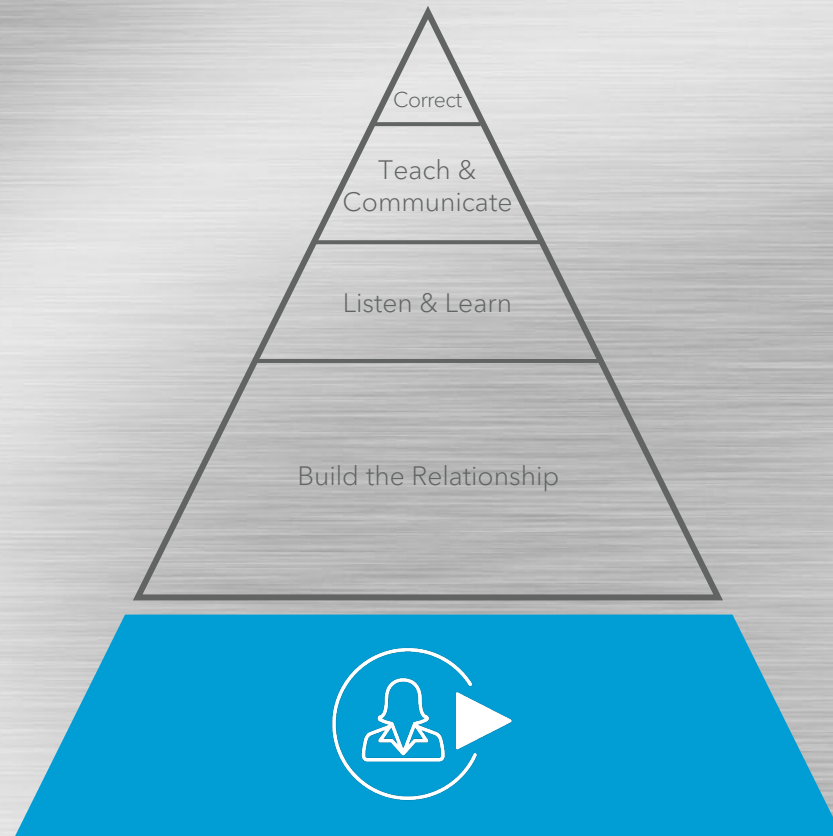 Correct
Teach &
Communicate
Listen & Learn
Build the Relationship